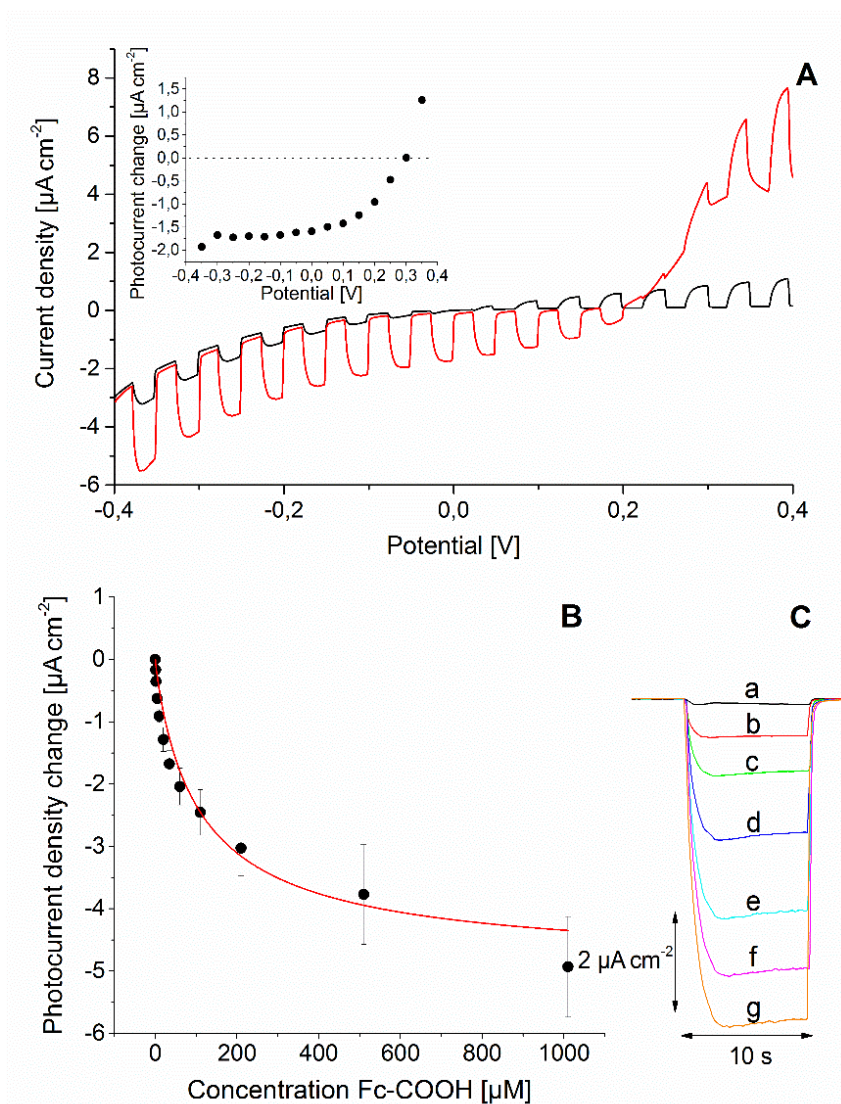 A
Current density [µA cm-2]
8
6
4
2
0
-2
-4
-6
-0,4
-0,2
0,0
0,2
0,4
Potential [V]
Photocurrent change [µA cm-2]
1,5
1,0
0,5
0,0
-0,5
-1,0
-1,5
-2,0
-0,4 -0,3 -0,2 -0,1 0,0 0,1 0,2 0,3 0,4
Potential [V]
B
Photocurrent density change [µA cm-2]
1
0
-1
-2
-3
-4
-5
-6
0 200 400 600 800 1000
Concentration Fc-COOH [µM]
C
a
b
c
d
e
f
g
2 µA cm-2
10 s